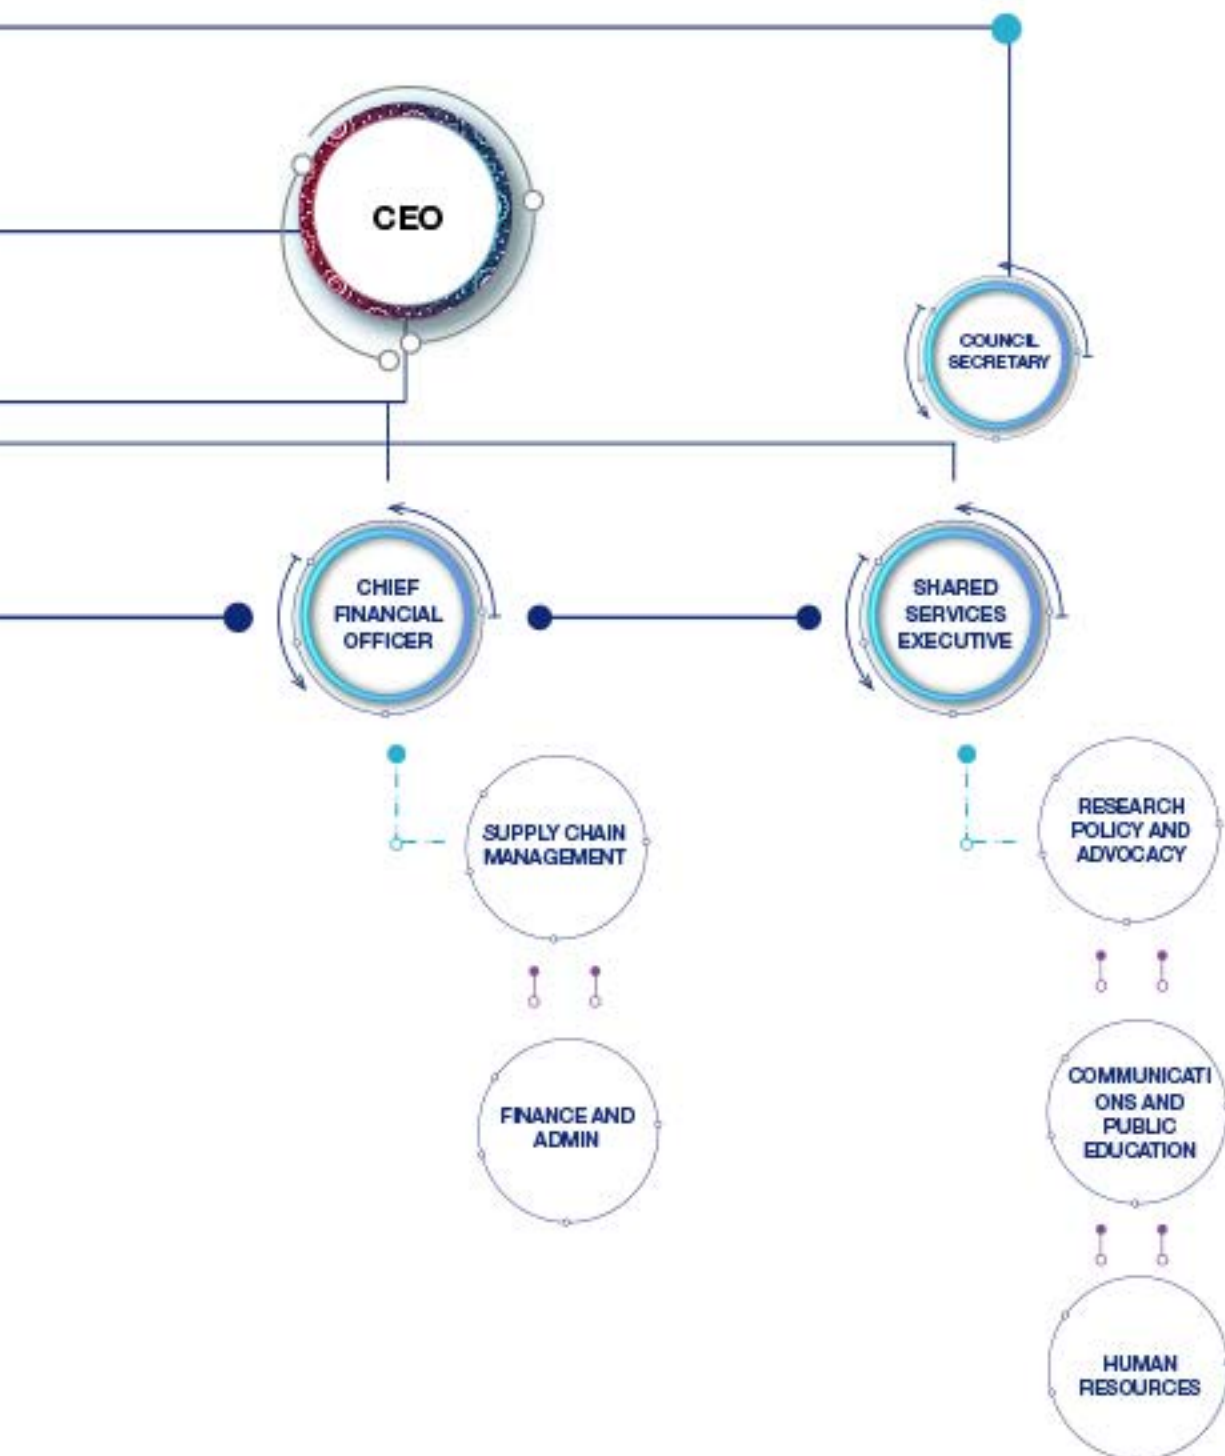 CEO
COUNCIL
SECRETARY
CHIEF
FINANCIAL
OFFICER
SHARED
SERVICES
EXECUTIVE
SUPPLY CHAIN
MANAGEMENT
RESEARCH
POLICY AND
ADVOCACY
FINANCE AND
ADMIN
COMMUNICATI
ONS AND
PUBLIC
EDUCATION
HUMAN
RESOURCES